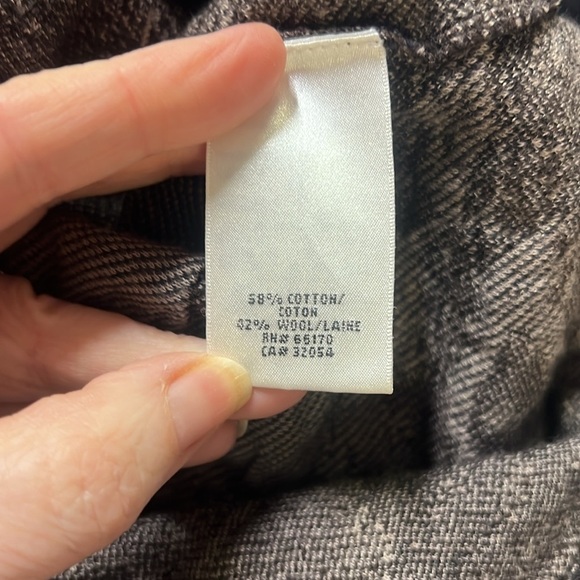 58% COTTON/
COTON
42% WOOL/LAINE
RN# 66170
CA# 32054